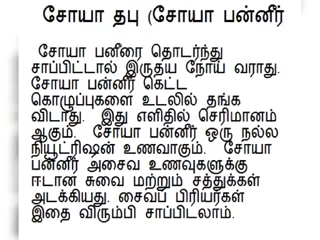 சோயா தபு (சோயா பன்னீர்
சோயா பனீரை தொடர்ந்து
சாப்பிட்டால் இருதய நோய் வராது.
சோயா பன்னீர் கெட்ட
கொழுப்புகளை உடலில் தங்க
விடாது. இது எளிதில் செரிமானம்
ஆகும். சோயா பன்னீர் ஒரு நல்ல
நியூட்ரிஷன் உணவாகும். சோயா
பன்னீர் அசைவ உணவுகளுக்கு
ஈடான சுவை மற்றும் சத்துக்கள்
அடக்கியது. சைவப் பிரியர்கள்
இதை விரும்பி சாப்பிடலாம்.